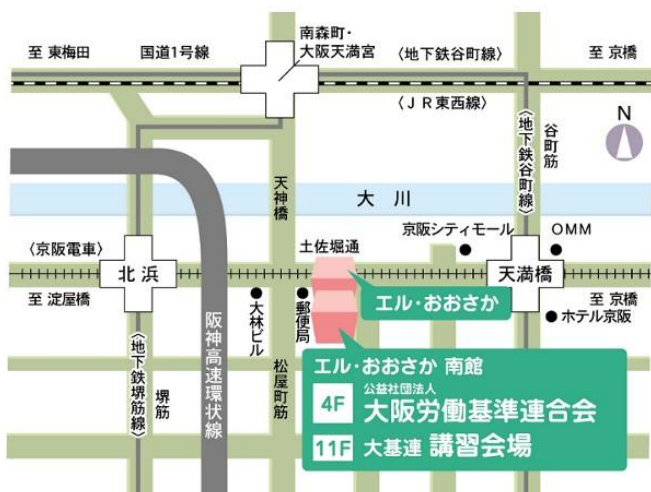 南森町・
大阪天満宮
至 東梅田
国道1号線
〈地下鉄谷町線〉
至 京橋
〈JR東西線〉
N
〈地下鉄谷町線〉
谷町筋
天神橋
大川
土佐堀通
京阪シティモール
OMM
〈京阪電車〉
北浜
天満橋
エル・おおさか
至 淀屋橋
至 京橋
大林ビル
郵便局
ホテル京阪
阪神高速環状線
〈地下鉄堺筋線〉
堺筋
松屋町筋
エル・おおさか 南館
4F
公益社団法人
大阪労働基準連合会
11F 大基連 講習会場